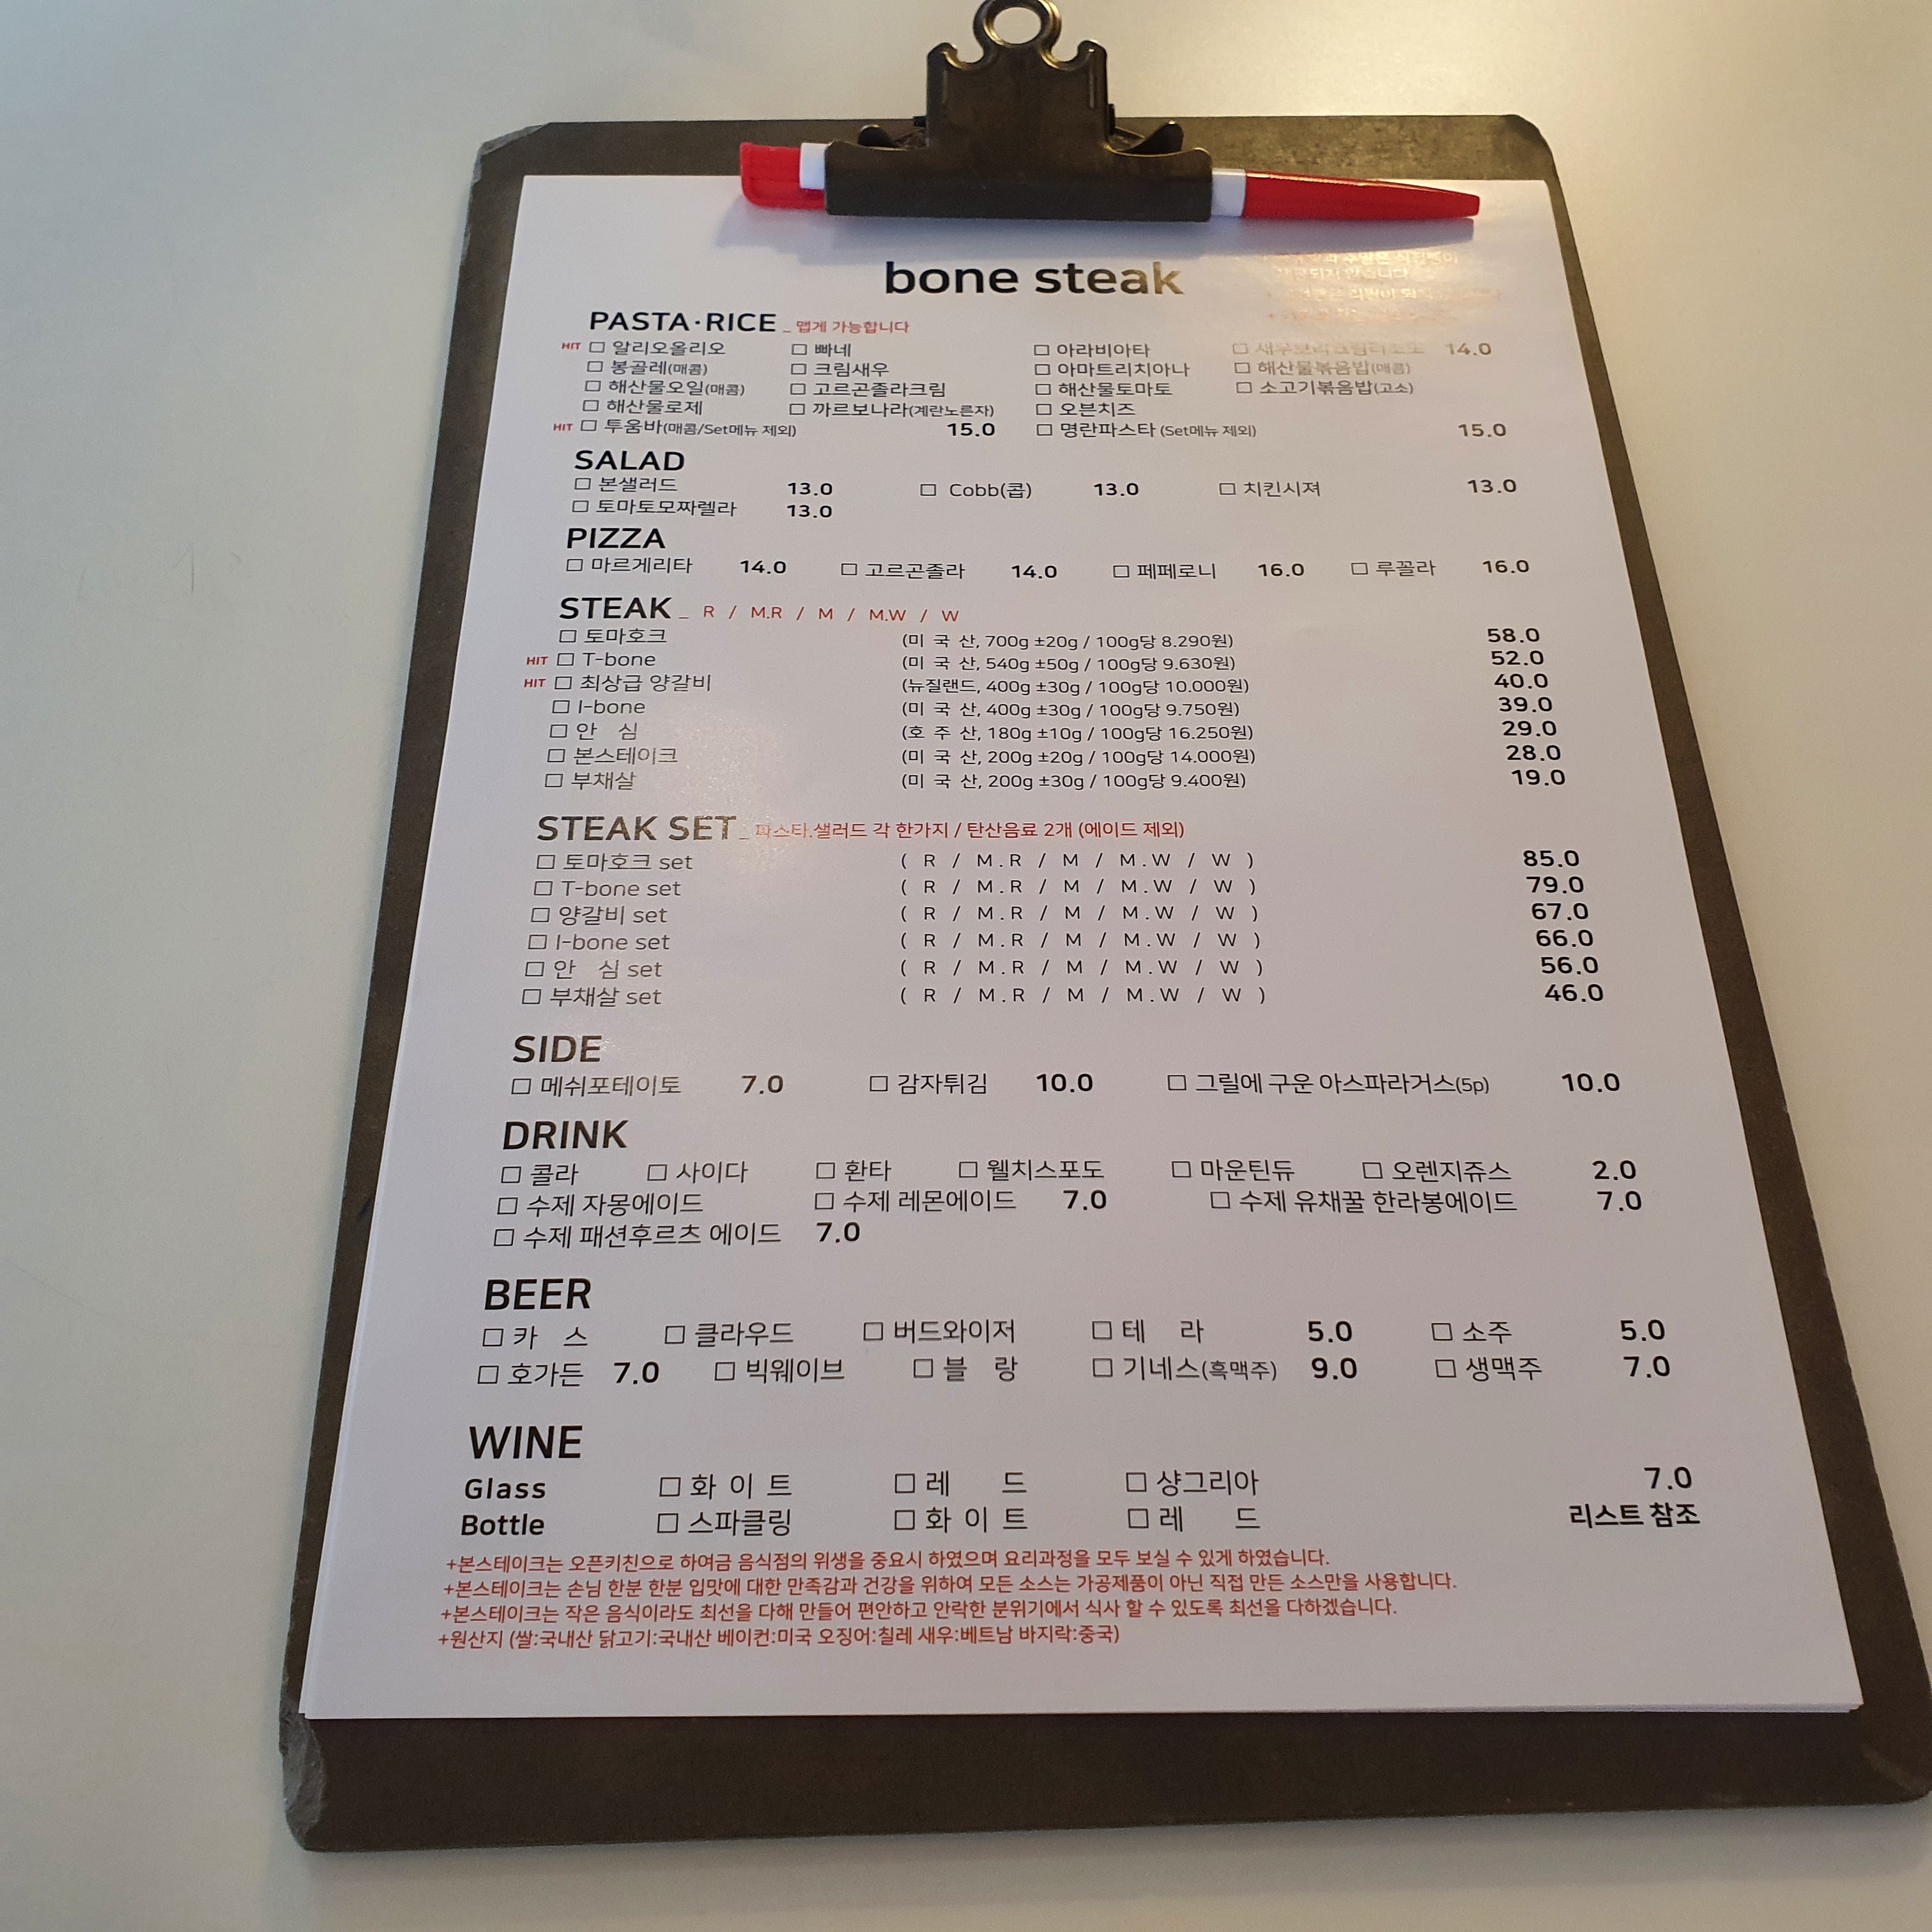 bone steak
되지 않습니다
PASTA·RICE _ 맵게 가능합니다
HIT □ 알리오올리오 □ 빠네 □ 아라비아타 □ 새우보리크림리조또 14.0
□ 봉골레(매콤) □ 크림새우 □ 아마트리치아나 □ 해산물볶음밥(매콤)
□ 해산물오일(매콤) □ 고르곤졸라크림 □ 해산물토마토 □ 소고기볶음밥(고소)
□ 해산물로제 □ 까르보나라(계란노른자) □ 오븐치즈
HIT □ 투움바(매콤/Set메뉴 제외) 15.0 □ 명란파스타 (Set메뉴 제외) 15.0
SALAD
□ 본샐러드 13.0 □ Cobb(콥) 13.0 □ 치킨시져 13.0
□ 토마토모짜렐라 13.0
PIZZA
□ 마르게리타 14.0 □ 고르곤졸라 14.0 □ 페페로니 16.0 □ 루꼴라 16.0
STEAK _ R / M.R / M / M.W / W
□ 토마호크 (미 국 산, 700g ±20g / 100g당 8.290원) 58.0
HIT □ T-bone (미 국 산, 540g ±50g / 100g당 9.630원) 52.0
HIT □ 최상급 양갈비 (뉴질랜드, 400g ±30g / 100g당 10.000원) 40.0
□ I-bone (미 국 산, 400g ±30g / 100g당 9.750원) 39.0
□ 안 심 (호 주 산, 180g ±10g / 100g당 16.250원) 29.0
□ 본스테이크 (미 국 산, 200g ±20g / 100g당 14.000원) 28.0
□ 부채살 (미 국 산, 200g ±30g / 100g당 9.400원) 19.0
STEAK SET _ 파스타.샐러드 각 한가지 / 탄산음료 2개 (에이드 제외)
□ 토마호크 set ( R / M.R / M / M.W / W ) 85.0
□ T-bone set ( R / M.R / M / M.W / W ) 79.0
□ 양갈비 set ( R / M.R / M / M.W / W ) 67.0
□ I-bone set ( R / M.R / M / M.W / W ) 66.0
□ 안 심 set ( R / M.R / M / M.W / W ) 56.0
□ 부채살 set ( R / M.R / M / M.W / W ) 46.0
SIDE
□ 메쉬포테이토 7.0 □ 감자튀김 10.0 □ 그릴에 구운 아스파라거스(5p) 10.0
DRINK
□ 콜라 □ 사이다 □ 환타 □ 웰치스포도 □ 마운틴듀 □ 오렌지쥬스 2.0
□ 수제 자몽에이드 □ 수제 레몬에이드 7.0 □ 수제 유채꿀 한라봉에이드 7.0
□ 수제 패션후르츠 에이드 7.0
BEER
□ 카 스 □ 클라우드 □ 버드와이저 □ 테 라 5.0 □ 소주 5.0
□ 호가든 7.0 □ 빅웨이브 □ 블 랑 □ 기네스(흑맥주) 9.0 □ 생맥주 7.0
WINE
Glass □ 화 이 트 □ 레 드 □ 샹그리아 7.0
Bottle □ 스파클링 □ 화 이 트 □ 레 드 리스트 참조
+본스테이크는 오픈키친으로 하여금 음식점의 위생을 중요시 하였으며 요리과정을 모두 보실 수 있게 하였습니다.
+본스테이크는 손님 한분 한분 입맛에 대한 만족감과 건강을 위하여 모든 소스는 가공제품이 아닌 직접 만든 소스만을 사용합니다.
+본스테이크는 작은 음식이라도 최선을 다해 만들어 편안하고 안락한 분위기에서 식사 할 수 있도록 최선을 다하겠습니다.
+원산지 (쌀:국내산 닭고기:국내산 베이컨:미국 오징어:칠레 새우:베트남 바지락:중국)